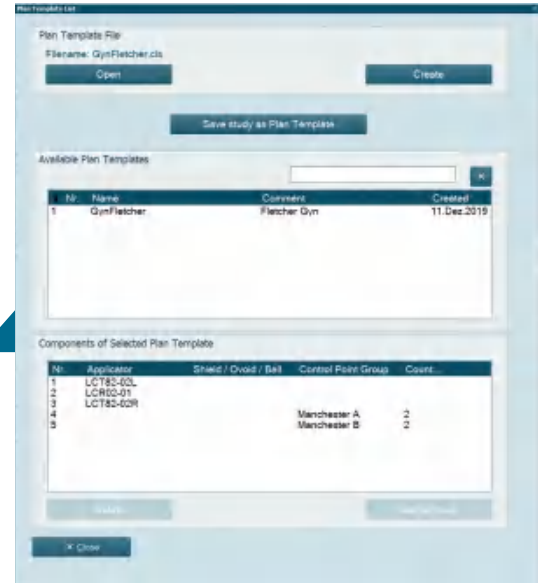 Plan Template List
Plan Template File
Filename: GynFletcher.cls
Open Create
Save study as Plan Template
Available Plan Templates
×
Nr. Name Comment Created
1 GynFletcher Fletcher Gyn 11.Dez.2019
Components of Selected Plan Template
Nr. Applicator Shield / Ovoid / Ball Control Point Group Count...
1 LCT82-02L
2 LCR02-01
3 LCT82-02R
4 Manchester A 2
5 Manchester B 2
× Close